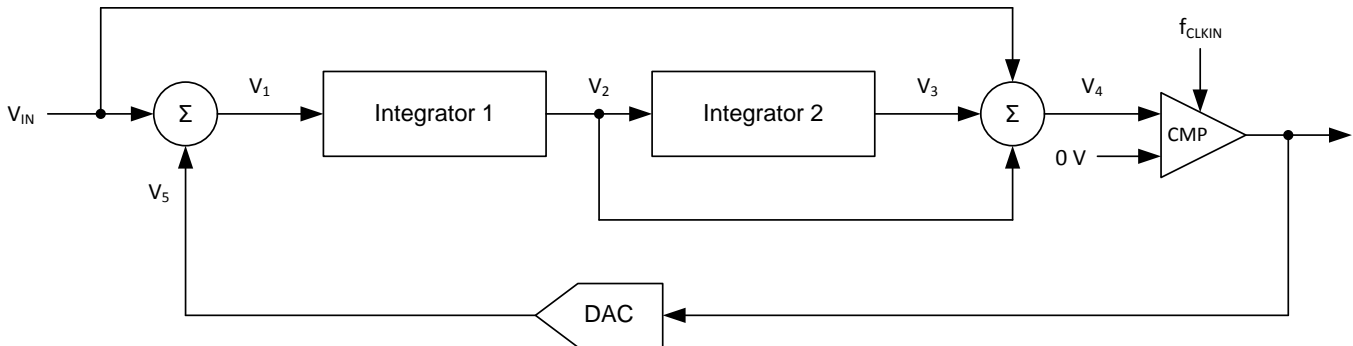 f_CLKIN
V_IN
Σ
V_1
Integrator 1
V_2
Integrator 2
V_3
Σ
V_4
CMP
0 V
V_5
DAC